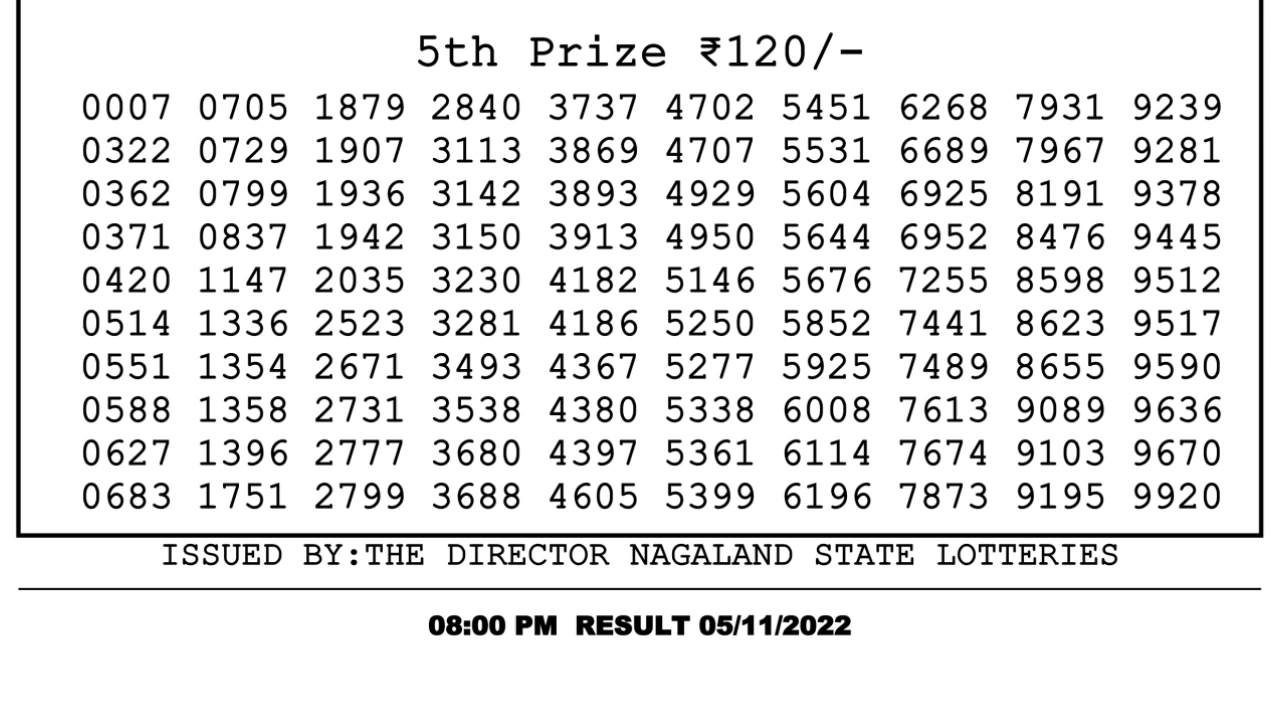 5th Prize ₹120/-
0007 0705 1879 2840 3737 4702 5451 6268 7931 9239
0322 0729 1907 3113 3869 4707 5531 6689 7967 9281
0362 0799 1936 3142 3893 4929 5604 6925 8191 9378
0371 0837 1942 3150 3913 4950 5644 6952 8476 9445
0420 1147 2035 3230 4182 5146 5676 7255 8598 9512
0514 1336 2523 3281 4186 5250 5852 7441 8623 9517
0551 1354 2671 3493 4367 5277 5925 7489 8655 9590
0588 1358 2731 3538 4380 5338 6008 7613 9089 9636
0627 1396 2777 3680 4397 5361 6114 7674 9103 9670
0683 1751 2799 3688 4605 5399 6196 7873 9195 9920
ISSUED BY:THE DIRECTOR NAGALAND STATE LOTTERIES
08:00 PM RESULT 05/11/2022